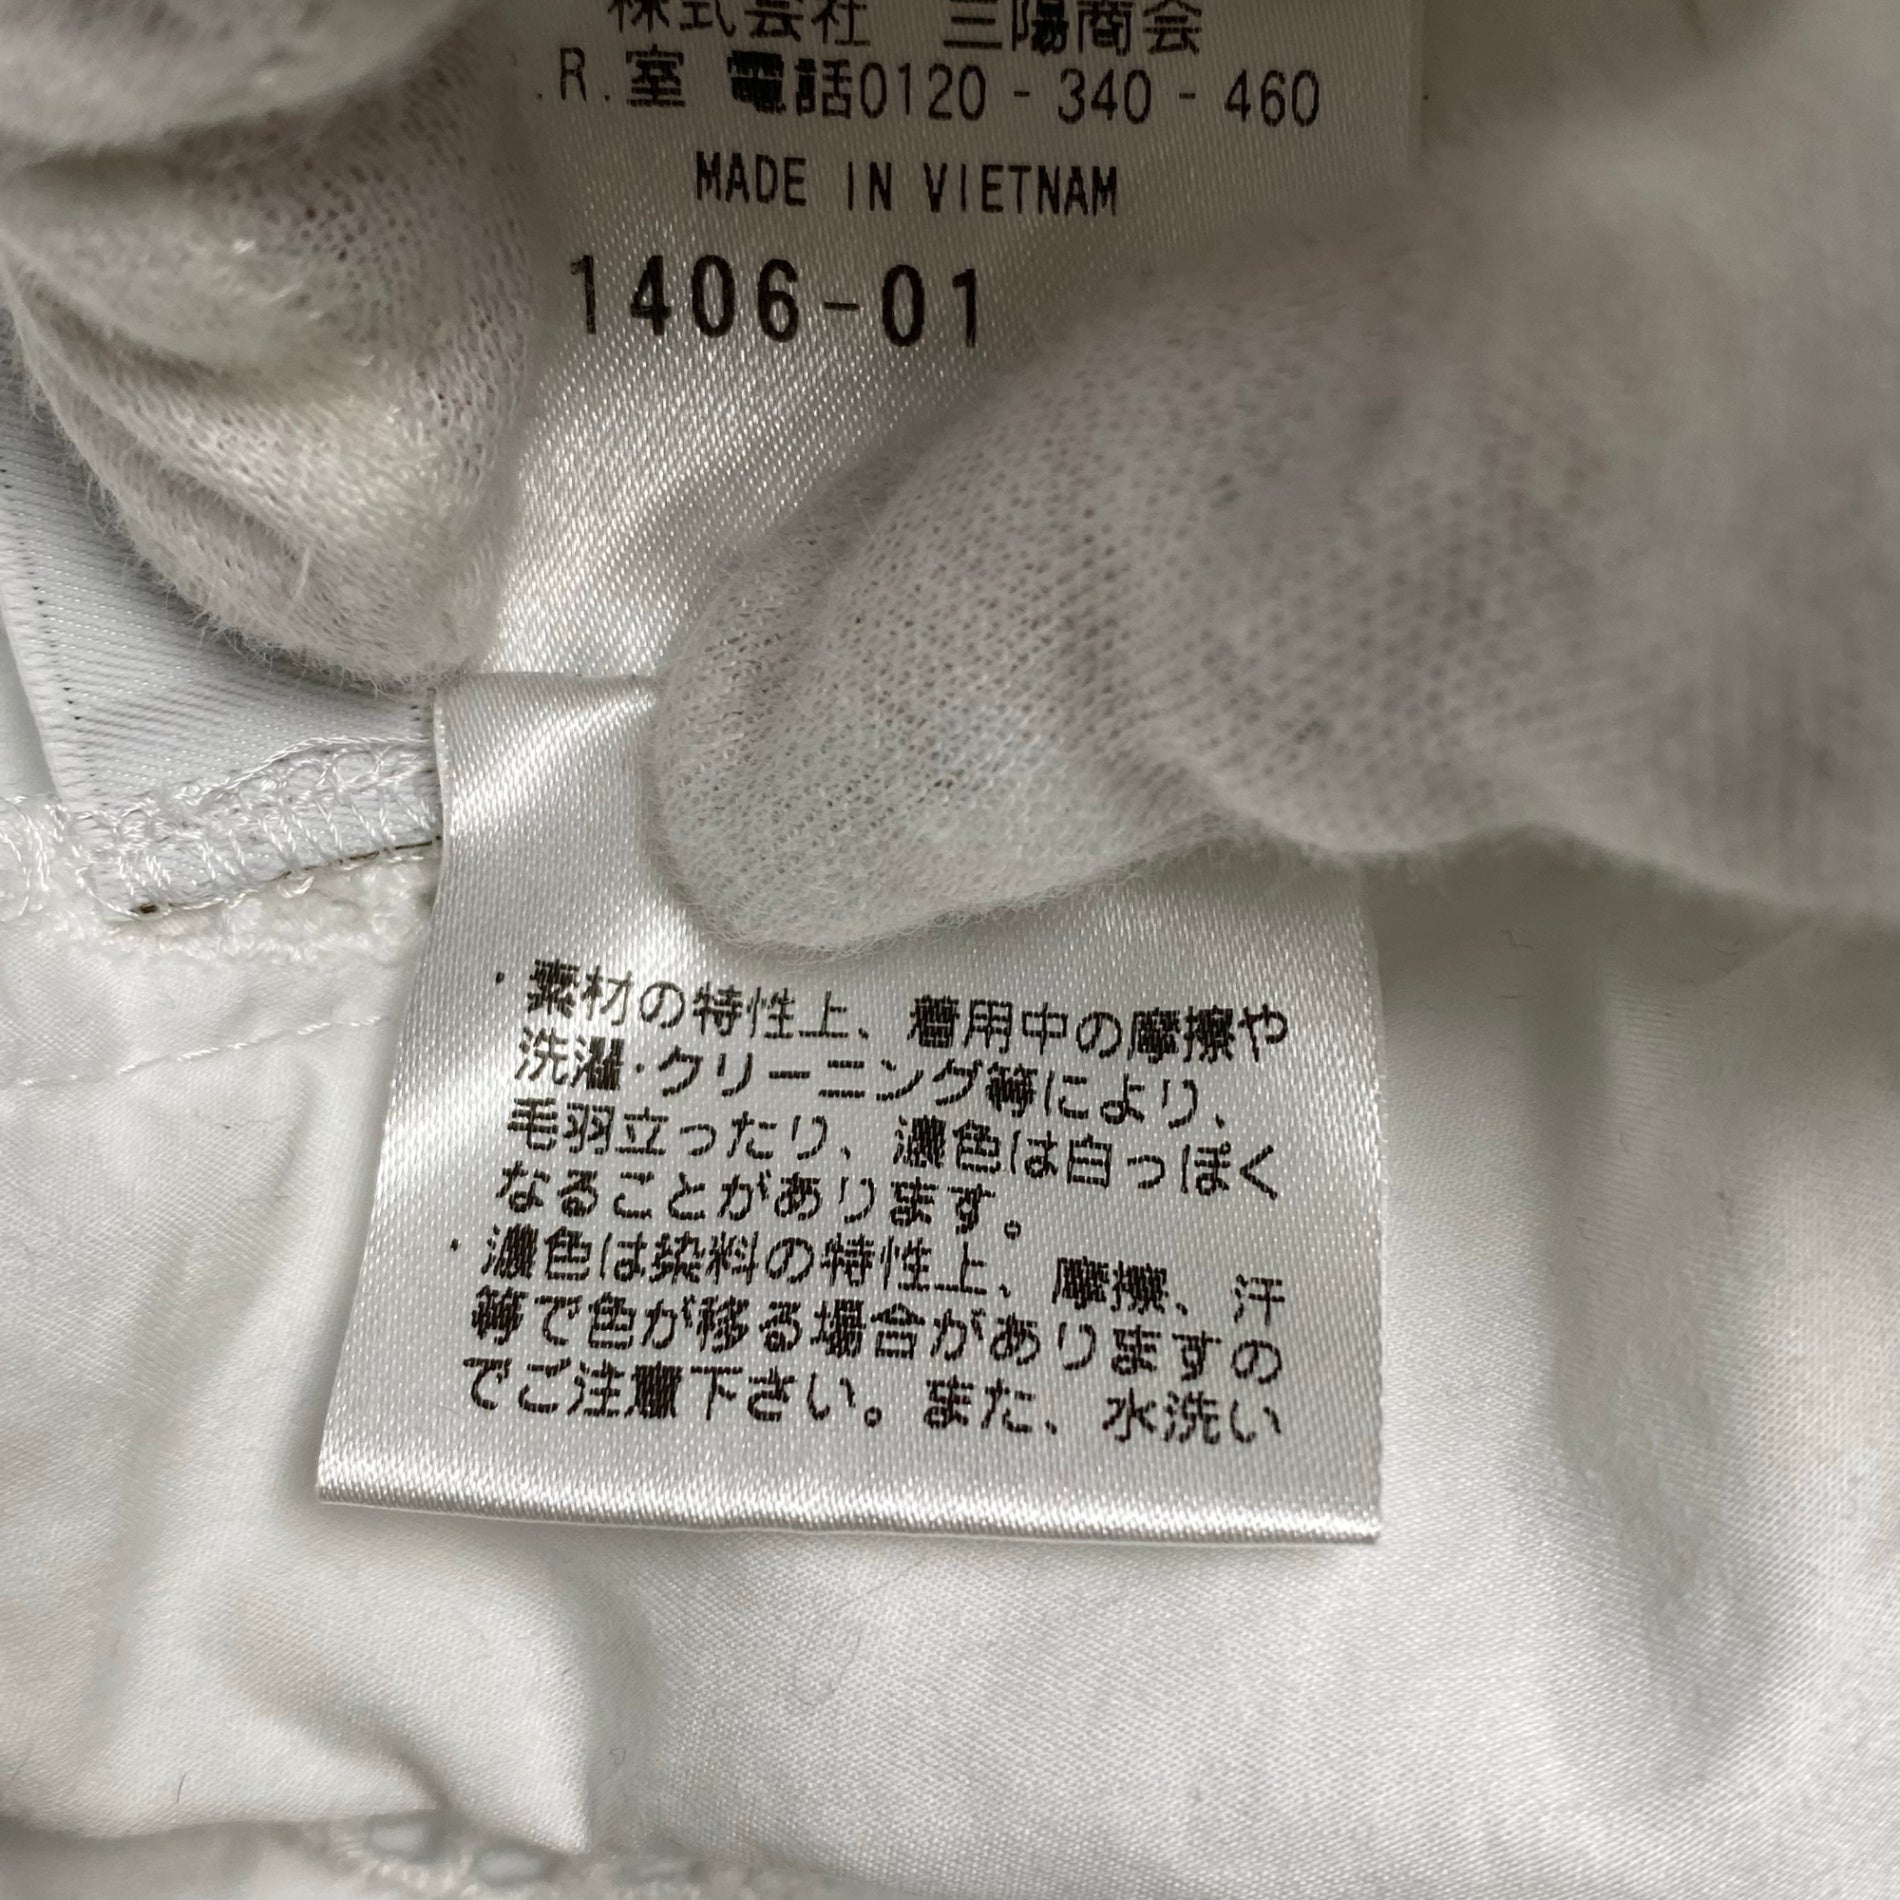 株式会社 三陽商会
.R.室 電話0120-340-460
MADE IN VIETNAM
1406-01
・素材の特性上、着用中の摩擦や
洗濯・クリーニング等により、
毛羽立ったり、濃色は白っぽく
なることがあります。
・濃色は染料の特性上、摩擦、汗
等で色が移る場合がありますの
でご注意下さい。また、水洗い